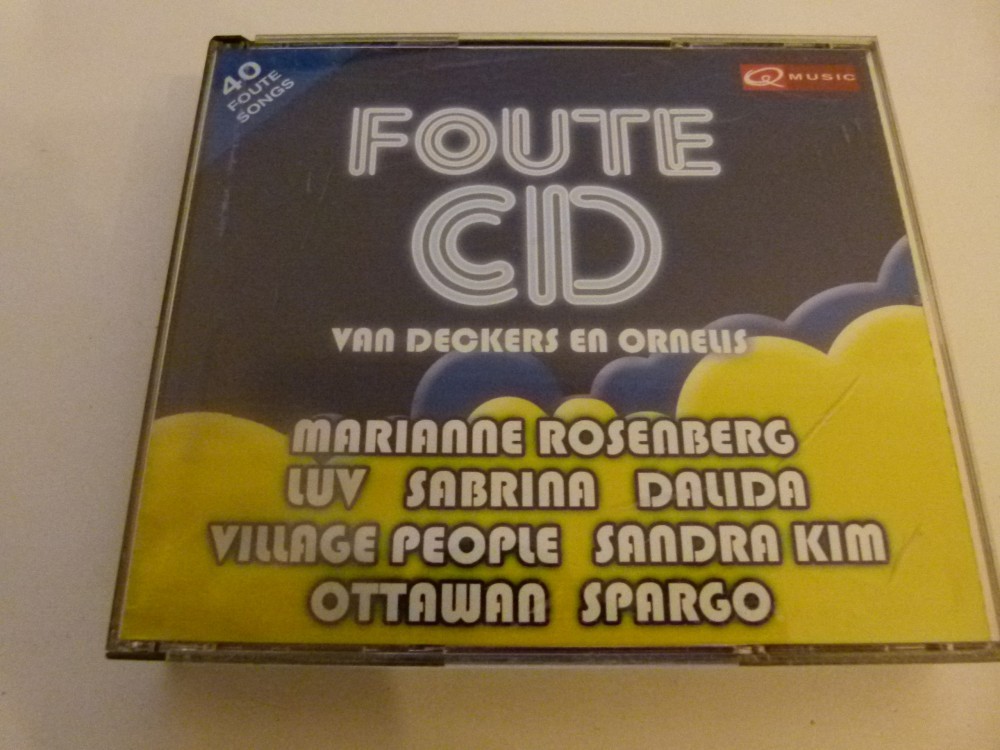 40
FOUTE
SONGS
Q MUSIC
FOUTE
CD
VAN DECKERS EN ORNELIS
MARIANNE ROSENBERG
LUV SABRINA DALIDA
VILLAGE PEOPLE SANDRA KIM
OTTAWAN SPARGO